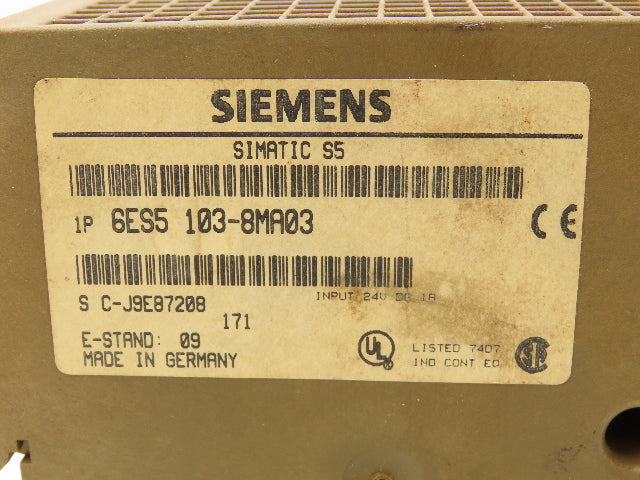 SIEMENS
SIMATIC S5
1P 6ES5 103-8MA03
CE
S C-J9E87208
INPUT 24V DC 1A
171
E-STAND: 09
MADE IN GERMANY
UL
LISTED 7407
IND CONT EQ